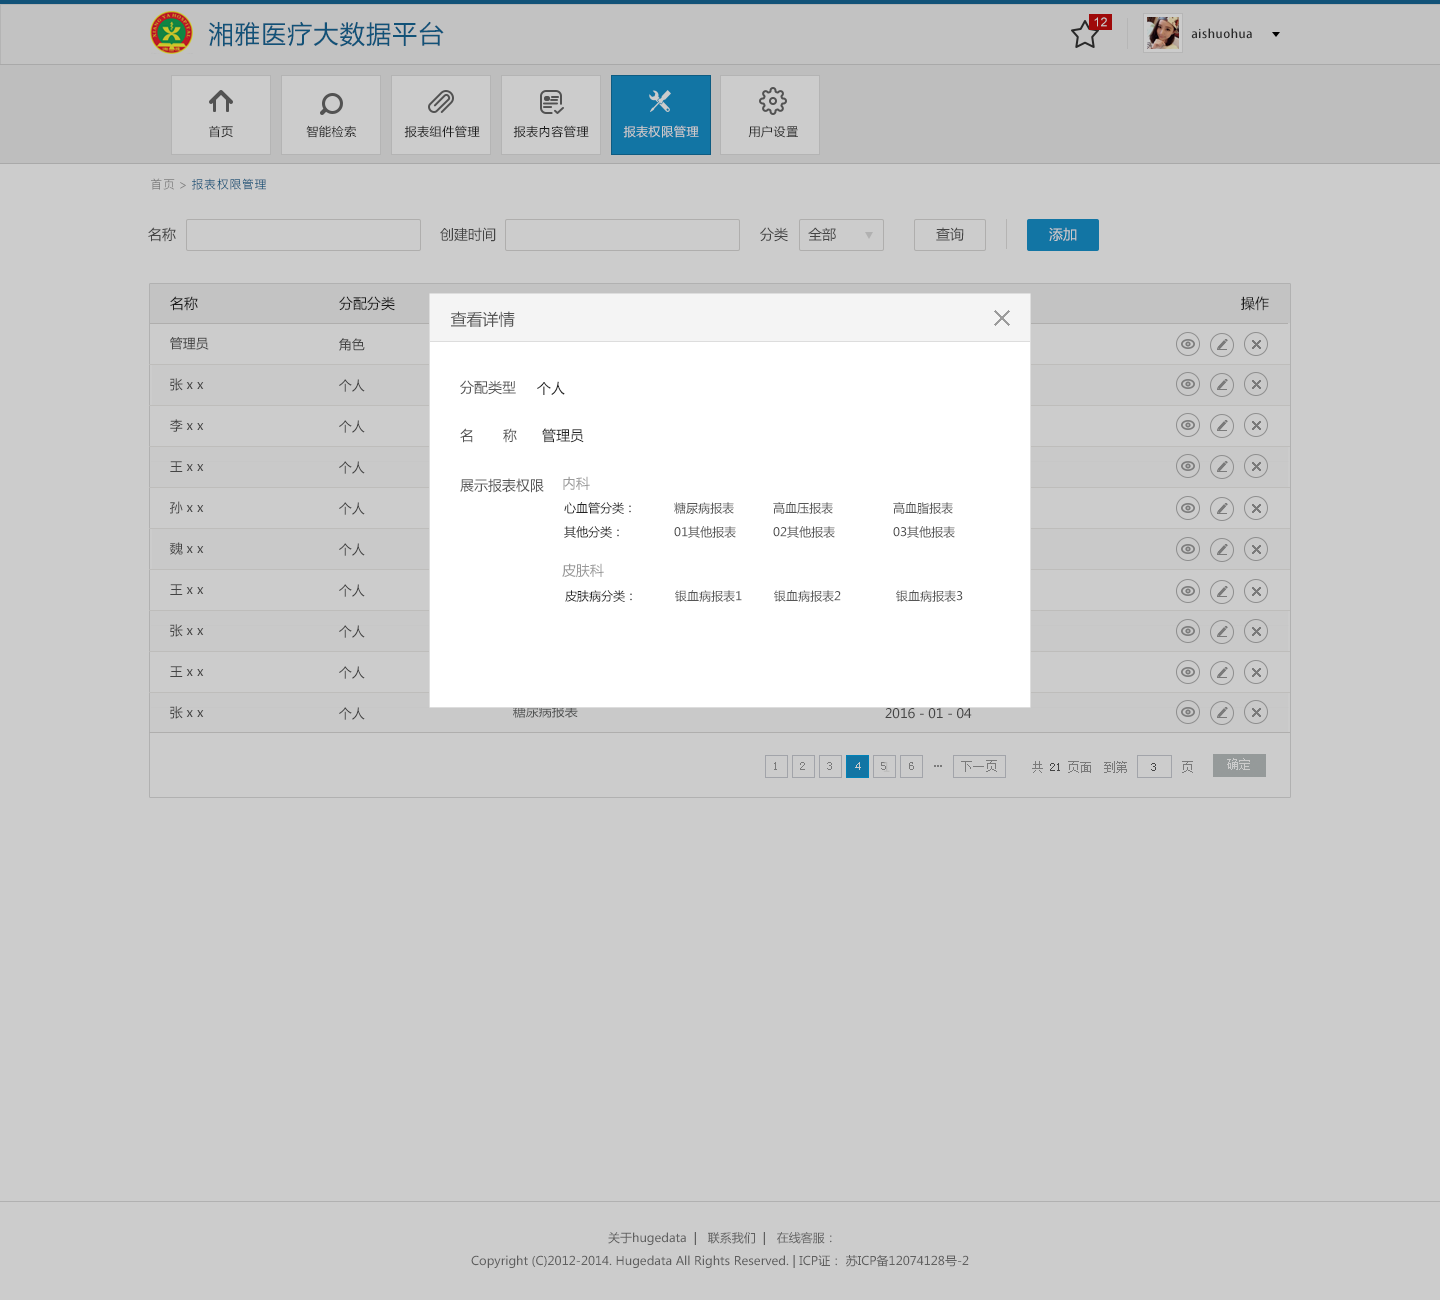 湘雅医疗大数据平台
12
aishuohua
首页 智能检索 报表组件管理 报表内容管理 报表权限管理 用户设置
首页 > 报表权限管理
名称 创建时间 分类 全部 查询 添加
名称 分配分类 操作
查看详情
管理员 角色
张 x x 个人
李 x x 个人
王 x x 个人
孙 x x 个人
魏 x x 个人
王 x x 个人
张 x x 个人
王 x x 个人
张 x x 个人 糖尿病报表 2016 - 01 - 04
分配类型 个人
名 称 管理员
展示报表权限 内科
心血管分类： 糖尿病报表 高血压报表 高血脂报表
其他分类： 01其他报表 02其他报表 03其他报表
皮肤科
皮肤病分类： 银血病报表1 银血病报表2 银血病报表3
1 2 3 4 5 6 ··· 下一页 共 21 页面 到第 3 页 确定
关于hugedata | 联系我们 | 在线客服：
Copyright (C)2012-2014. Hugedata All Rights Reserved. | ICP证： 苏ICP备12074128号-2